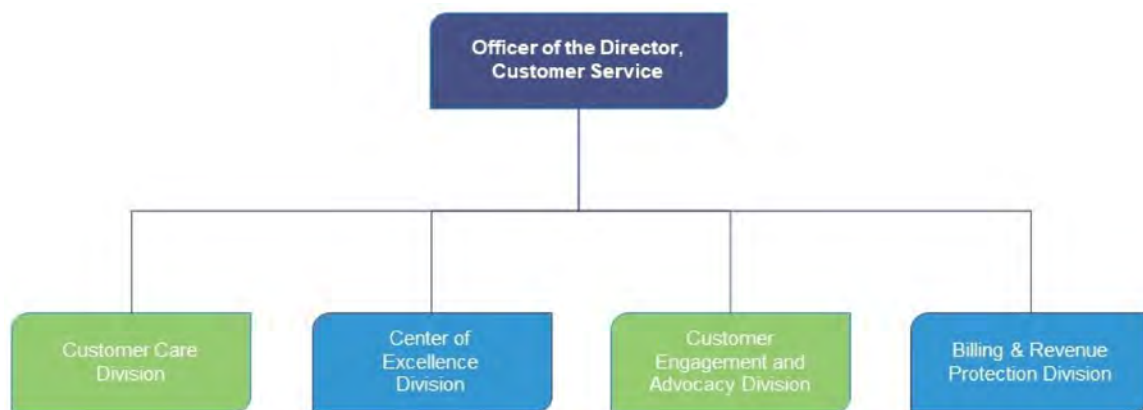 Officer of the Director,
Customer Service
Customer Care
Division
Center of
Excellence
Division
Customer
Engagement and
Advocacy Division
Billing & Revenue
Protection Division